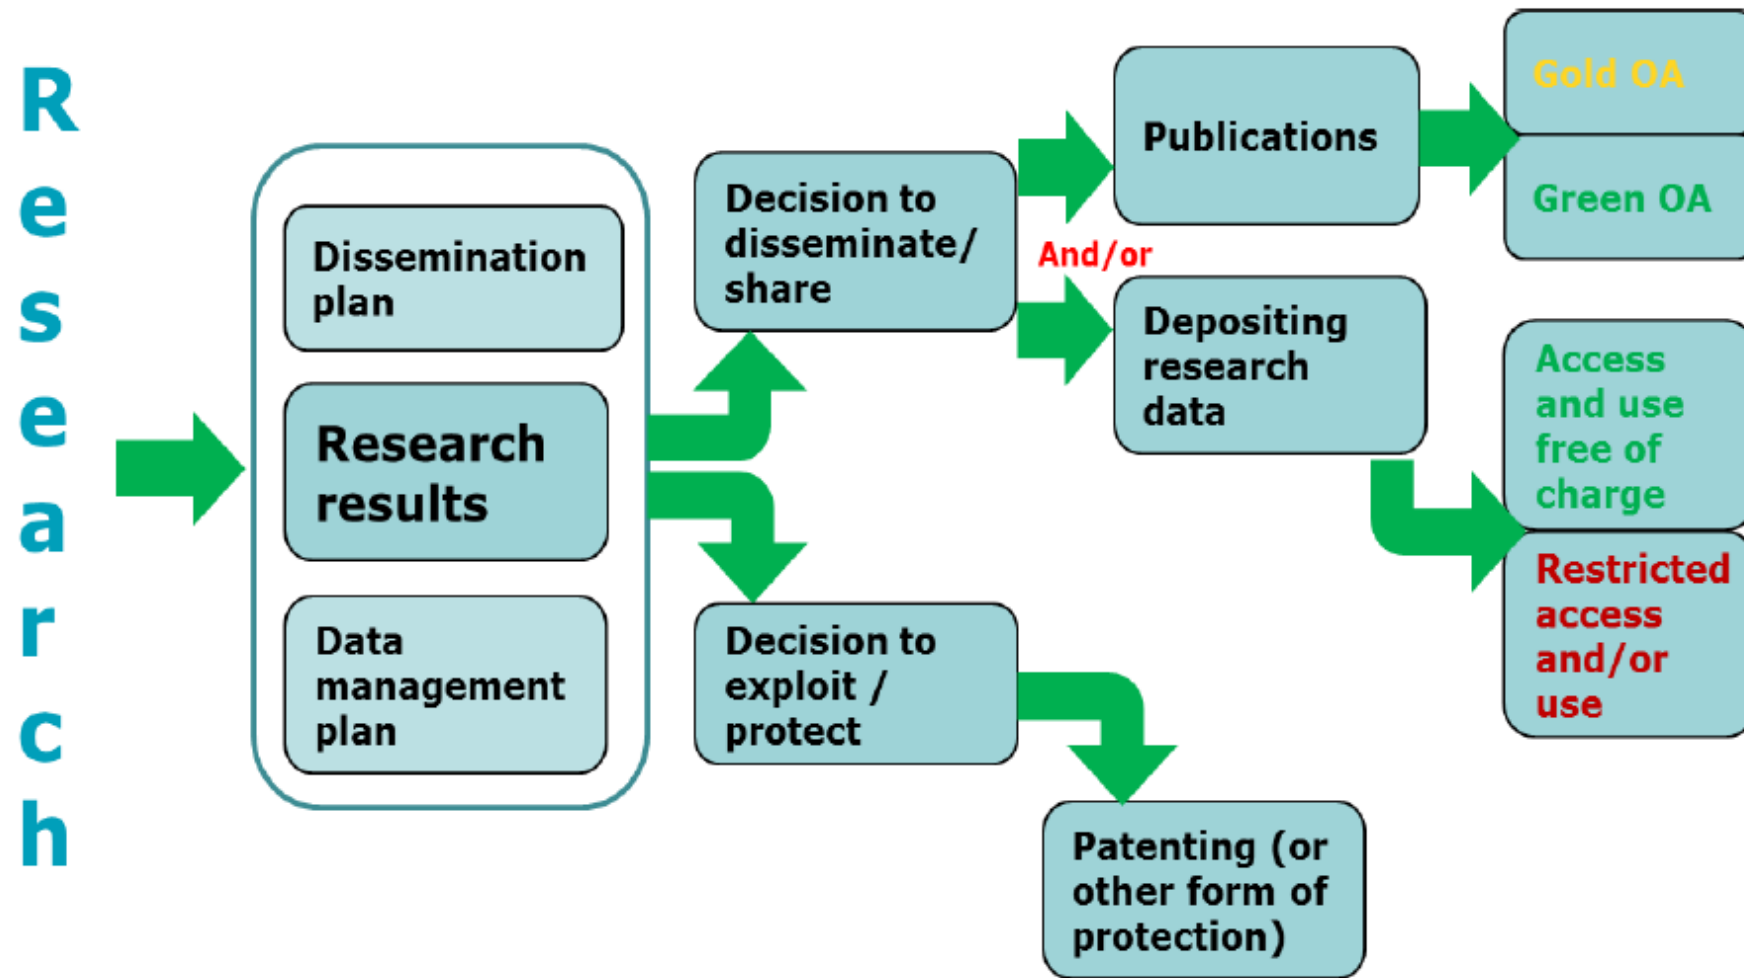 Research
Dissemination
plan
Research
results
Data
management
plan
Decision to
disseminate/
share
Decision to
exploit /
protect
And/or
Publications
Depositing
research
data
Patenting (or
other form of
protection)
Gold OA
Green OA
Access
and use
free of
charge
Restricted
access
and/or
use